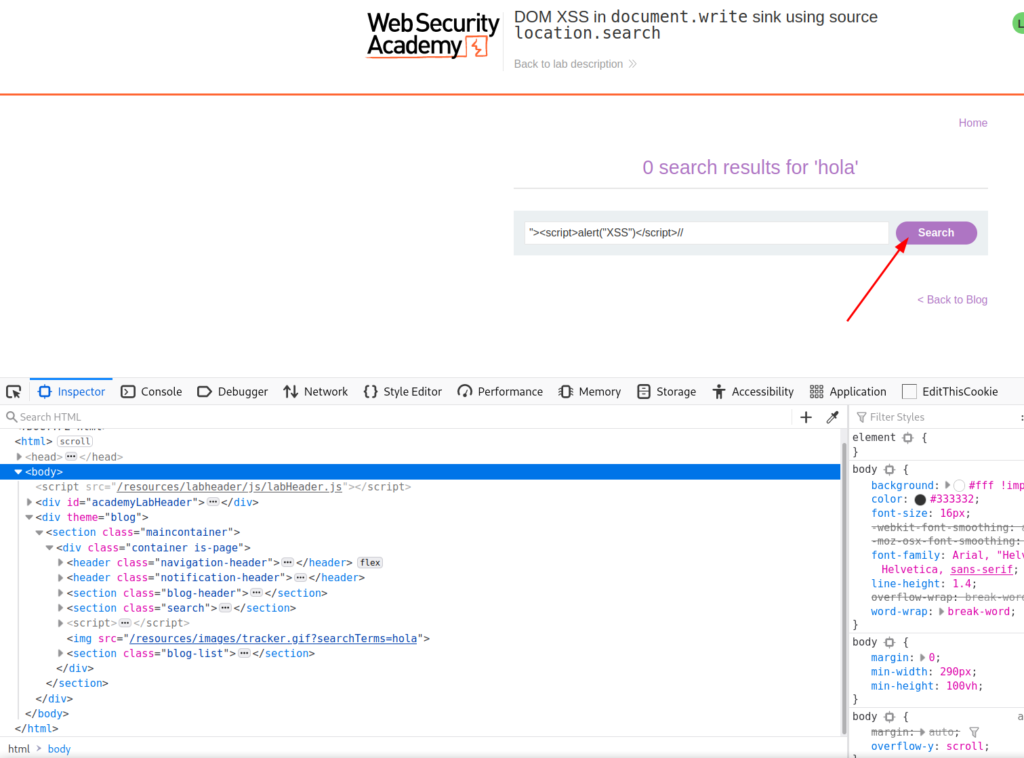 Web Security
Academy
DOM XSS in document.write sink using source
location.search
Back to lab description
L
Home
0 search results for 'hola'
"><script>alert("XSS")</script>//
Search
< Back to Blog
Inspector Console Debugger Network Style Editor Performance Memory Storage Accessibility Application EditThisCookie
Search HTML
Filter Styles
<html> scroll
<head> </head>
<body>
<script src="/resources/labheader/js/labHeader.js"></script>
<div id="academyLabHeader"> </div>
<div theme="blog">
<section class="maincontainer">
<div class="container is-page">
<header class="navigation-header"> </header> flex
<header class="notification-header"> </header>
<section class="blog-header"> </section>
<section class="search"> </section>
<script> </script>
<img src="/resources/images/tracker.gif?searchTerms=hola">
<section class="blog-list"> </section>
</div>
</section>
</div>
</body>
</html>
html > body
element {
}
body {
background: #fff !imp
color: #333332;
font-size: 16px;
-webkit-font-smoothing:
-moz-osx-font-smoothing:
font-family: Arial, "Helv
Helvetica, sans-serif;
line-height: 1.4;
overflow-wrap: break-word
word-wrap: break-word;
}
body {
margin: 0;
min-width: 290px;
min-height: 100vh;
}
body {
margin: auto;
overflow-y: scroll;